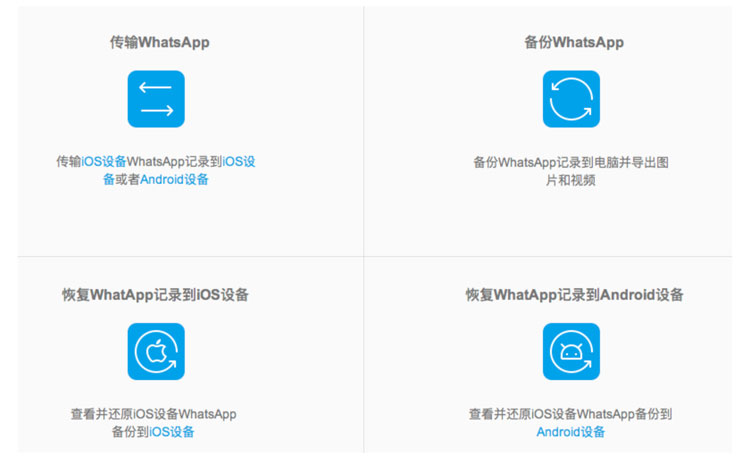 传输WhatsApp
传输iOS设备WhatsApp记录到iOS设
备或者Android设备
备份WhatsApp
备份WhatsApp记录到电脑并导出图
片和视频
恢复WhatApp记录到iOS设备
查看并还原iOS设备WhatsApp
备份到iOS设备
恢复WhatApp记录到Android设备
查看并还原iOS设备WhatsApp备份到
Android设备